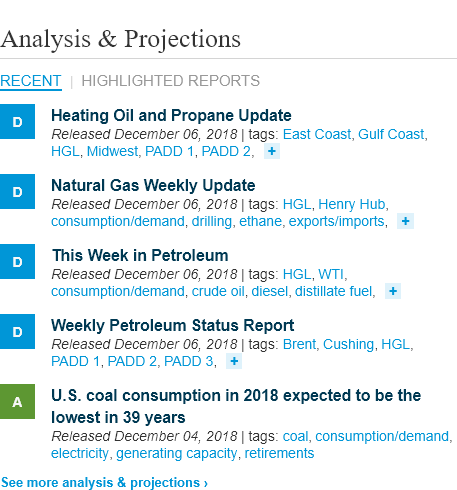 Analysis & Projections
RECENT | HIGHLIGHTED REPORTS
D Heating Oil and Propane Update
Released December 06, 2018 | tags: East Coast, Gulf Coast,
HGL, Midwest, PADD 1, PADD 2, +
D Natural Gas Weekly Update
Released December 06, 2018 | tags: HGL, Henry Hub,
consumption/demand, drilling, ethane, exports/imports, +
D This Week in Petroleum
Released December 06, 2018 | tags: HGL, WTI,
consumption/demand, crude oil, diesel, distillate fuel, +
D Weekly Petroleum Status Report
Released December 06, 2018 | tags: Brent, Cushing, HGL,
PADD 1, PADD 2, PADD 3, +
A U.S. coal consumption in 2018 expected to be the
lowest in 39 years
Released December 04, 2018 | tags: coal, consumption/demand,
electricity, generating capacity, retirements
See more analysis & projections ›